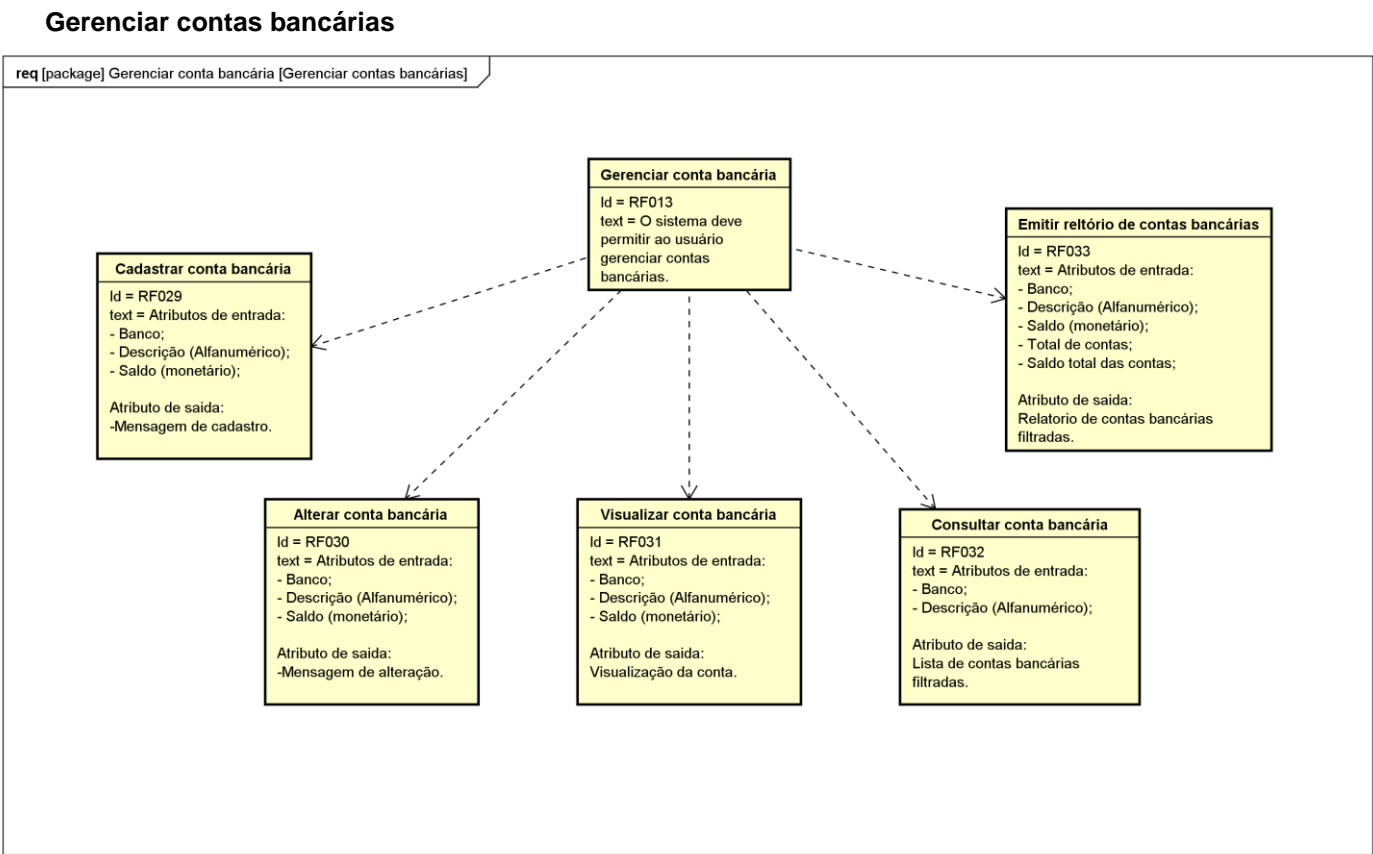 Gerenciar contas bancárias
req [package] Gerenciar conta bancária [Gerenciar contas bancárias]
Gerenciar conta bancária
Id = RF013
text = O sistema deve
permitir ao usuário
gerenciar contas
bancárias.
Emitir reltório de contas bancárias
Id = RF033
text = Atributos de entrada:
- Banco;
- Descrição (Alfanumérico);
- Saldo (monetário);
- Total de contas;
- Saldo total das contas;
Atributo de saida:
Relatorio de contas bancárias
filtradas.
Cadastrar conta bancária
Id = RF029
text = Atributos de entrada:
- Banco;
- Descrição (Alfanumérico);
- Saldo (monetário);
Atributo de saida:
-Mensagem de cadastro.
Alterar conta bancária
Id = RF030
text = Atributos de entrada:
- Banco;
- Descrição (Alfanumérico);
- Saldo (monetário);
Atributo de saida:
-Mensagem de alteração.
Visualizar conta bancária
Id = RF031
text = Atributos de entrada:
- Banco;
- Descrição (Alfanumérico);
- Saldo (monetário);
Atributo de saida:
Visualização da conta.
Consultar conta bancária
Id = RF032
text = Atributos de entrada:
- Banco;
- Descrição (Alfanumérico);
Atributo de saida:
Lista de contas bancárias
filtradas.